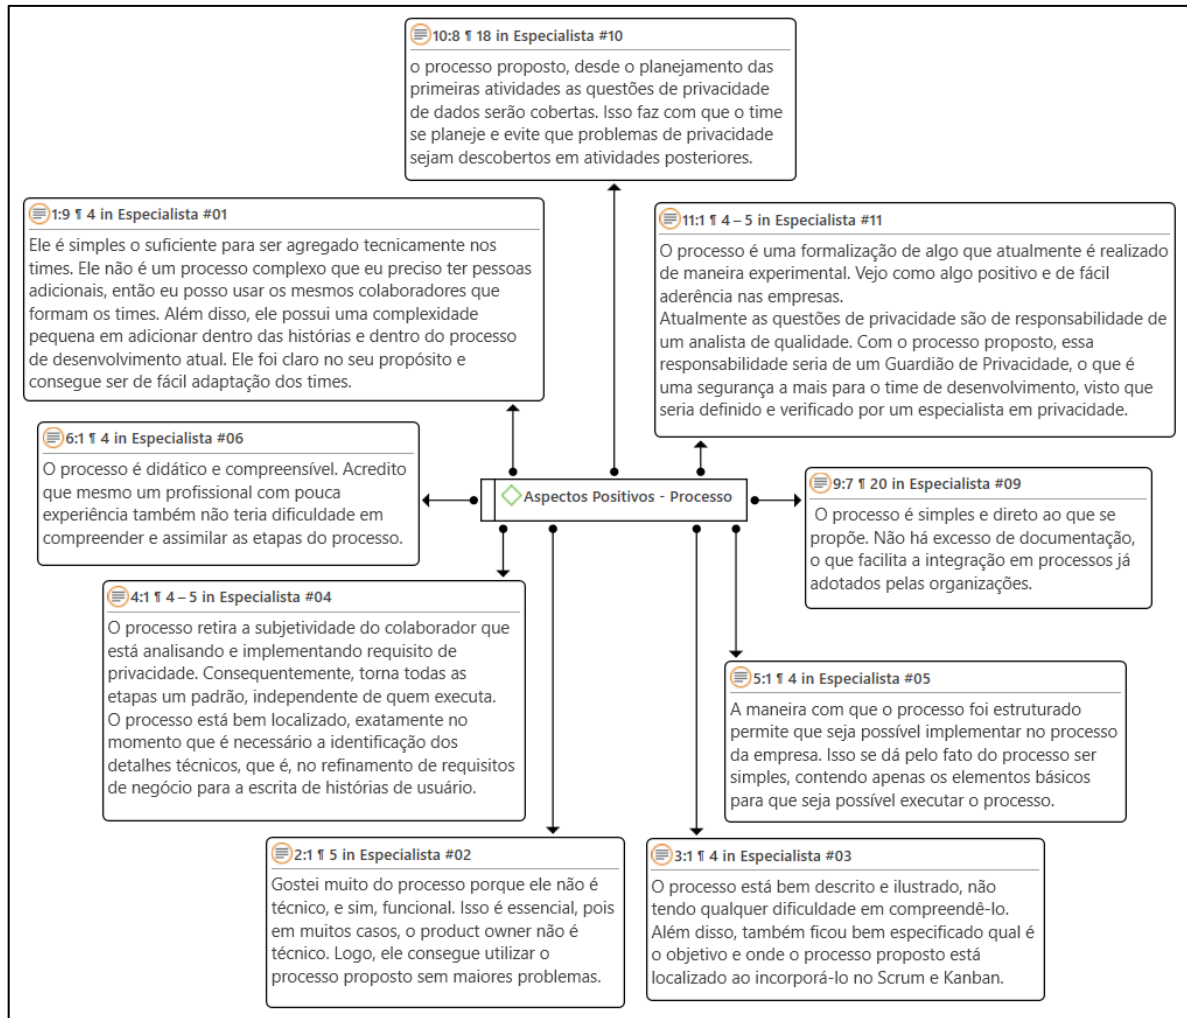 10:8 ¶ 18 in Especialista #10
o processo proposto, desde o planejamento das
primeiras atividades as questões de privacidade
de dados serão cobertas. Isso faz com que o time
se planeje e evite que problemas de privacidade
sejam descobertos em atividades posteriores.
1:9 ¶ 4 in Especialista #01
Ele é simples o suficiente para ser agregado tecnicamente nos
times. Ele não é um processo complexo que eu preciso ter pessoas
adicionais, então eu posso usar os mesmos colaboradores que
formam os times. Além disso, ele possui uma complexidade
pequena em adicionar dentro das histórias e dentro do processo
de desenvolvimento atual. Ele foi claro no seu propósito e
consegue ser de fácil adaptação dos times.
11:1 ¶ 4 – 5 in Especialista #11
O processo é uma formalização de algo que atualmente é realizado
de maneira experimental. Vejo como algo positivo e de fácil
aderência nas empresas.
Atualmente as questões de privacidade são de responsabilidade de
um analista de qualidade. Com o processo proposto, essa
responsabilidade seria de um Guardião de Privacidade, o que é
uma segurança a mais para o time de desenvolvimento, visto que
seria definido e verificado por um especialista em privacidade.
6:1 ¶ 4 in Especialista #06
O processo é didático e compreensível. Acredito
que mesmo um profissional com pouca
experiência também não teria dificuldade em
compreender e assimilar as etapas do processo.
Aspectos Positivos - Processo
9:7 ¶ 20 in Especialista #09
O processo é simples e direto ao que se
propõe. Não há excesso de documentação,
o que facilita a integração em processos já
adotados pelas organizações.
4:1 ¶ 4 – 5 in Especialista #04
O processo retira a subjetividade do colaborador que
está analisando e implementando requisito de
privacidade. Consequentemente, torna todas as
etapas um padrão, independente de quem executa.
O processo está bem localizado, exatamente no
momento que é necessário a identificação dos
detalhes técnicos, que é, no refinamento de requisitos
de negócio para a escrita de histórias de usuário.
5:1 ¶ 4 in Especialista #05
A maneira com que o processo foi estruturado
permite que seja possível implementar no processo
da empresa. Isso se dá pelo fato do processo ser
simples, contendo apenas os elementos básicos
para que seja possível executar o processo.
2:1 ¶ 5 in Especialista #02
Gostei muito do processo porque ele não é
técnico, e sim, funcional. Isso é essencial, pois
em muitos casos, o product owner não é
técnico. Logo, ele consegue utilizar o
processo proposto sem maiores problemas.
3:1 ¶ 4 in Especialista #03
O processo está bem descrito e ilustrado, não
tendo qualquer dificuldade em compreendê-lo.
Além disso, também ficou bem especificado qual é
o objetivo e onde o processo proposto está
localizado ao incorporá-lo no Scrum e Kanban.